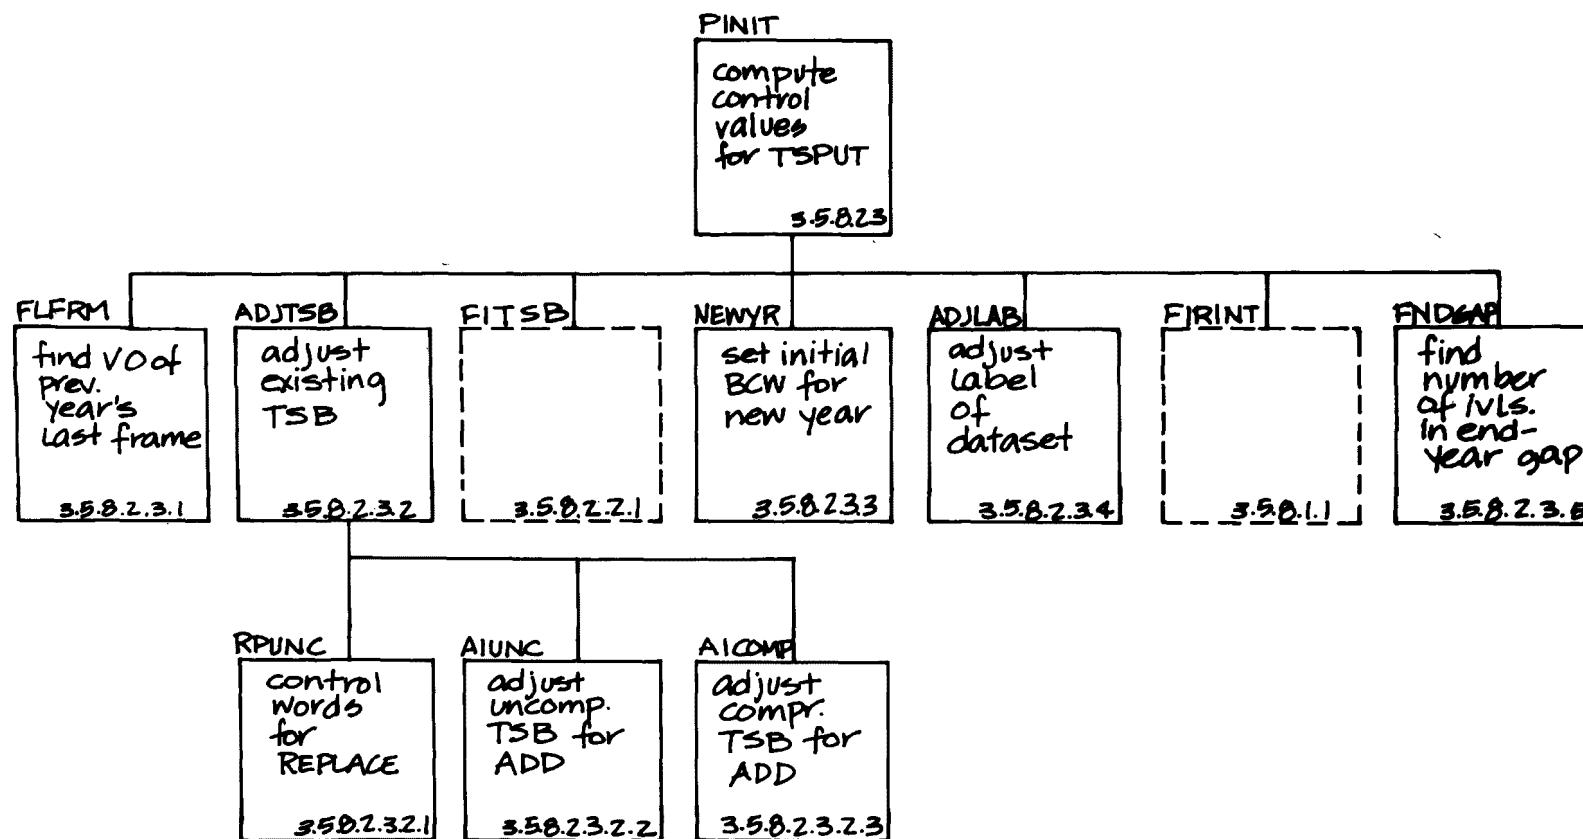 PINIT
compute
control
values
for TSPUT
3.5.8.23
FLFRM
find VO of
prev.
year's
last frame
3.5.8.2.3.1
ADJTSB
adjust
existing
TSB
3.5.8.2.3.2
FITSB
3.5.8.2.2.1
NEWYR
set initial
BCW for
new year
3.5.8.2.3.3
ADJLAB
adjust
label
of
dataset
3.5.8.2.3.4
FIRINT
3.5.8.1.1
FNDGAP
find
number
of ivls.
in end-
year gap
3.5.8.2.3.5
RPUNC
control
words
for
REPLACE
3.5.8.2.3.2.1
AIUNC
adjust
uncomp.
TSB for
ADD
3.5.8.2.3.2.2
AICOMP
adjust
compr.
TSB for
ADD
3.5.8.2.3.2.3